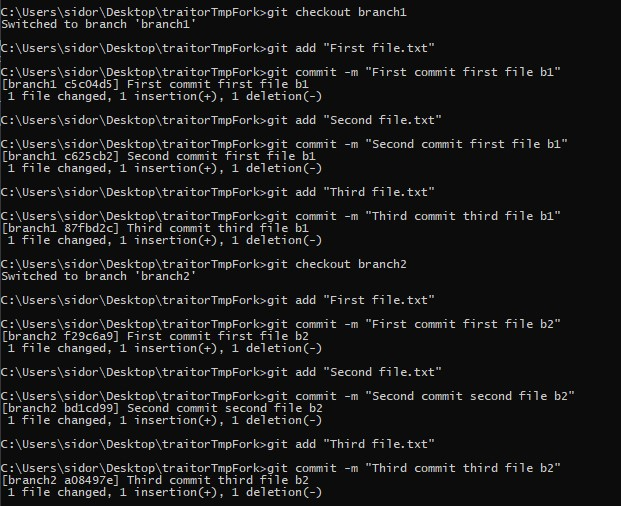 C:\Users\sidor\Desktop\traitorTmpFork>git checkout branch1
Switched to branch 'branch1'
C:\Users\sidor\Desktop\traitorTmpFork>git add "First file.txt"
C:\Users\sidor\Desktop\traitorTmpFork>git commit -m "First commit first file b1"
[branch1 c5c04d5] First commit first file b1
1 file changed, 1 insertion(+), 1 deletion(-)
C:\Users\sidor\Desktop\traitorTmpFork>git add "Second file.txt"
C:\Users\sidor\Desktop\traitorTmpFork>git commit -m "Second commit first file b1"
[branch1 c625cb2] Second commit first file b1
1 file changed, 1 insertion(+), 1 deletion(-)
C:\Users\sidor\Desktop\traitorTmpFork>git add "Third file.txt"
C:\Users\sidor\Desktop\traitorTmpFork>git commit -m "Third commit third file b1"
[branch1 87fbd2c] Third commit third file b1
1 file changed, 1 insertion(+), 1 deletion(-)
C:\Users\sidor\Desktop\traitorTmpFork>git checkout branch2
Switched to branch 'branch2'
C:\Users\sidor\Desktop\traitorTmpFork>git add "First file.txt"
C:\Users\sidor\Desktop\traitorTmpFork>git commit -m "First commit first file b2"
[branch2 f29c6a9] First commit first file b2
1 file changed, 1 insertion(+), 1 deletion(-)
C:\Users\sidor\Desktop\traitorTmpFork>git add "Second file.txt"
C:\Users\sidor\Desktop\traitorTmpFork>git commit -m "Second commit second file b2"
[branch2 bd1cd99] Second commit second file b2
1 file changed, 1 insertion(+), 1 deletion(-)
C:\Users\sidor\Desktop\traitorTmpFork>git add "Third file.txt"
C:\Users\sidor\Desktop\traitorTmpFork>git commit -m "Third commit third file b2"
[branch2 a08497e] Third commit third file b2
1 file changed, 1 insertion(+), 1 deletion(-)